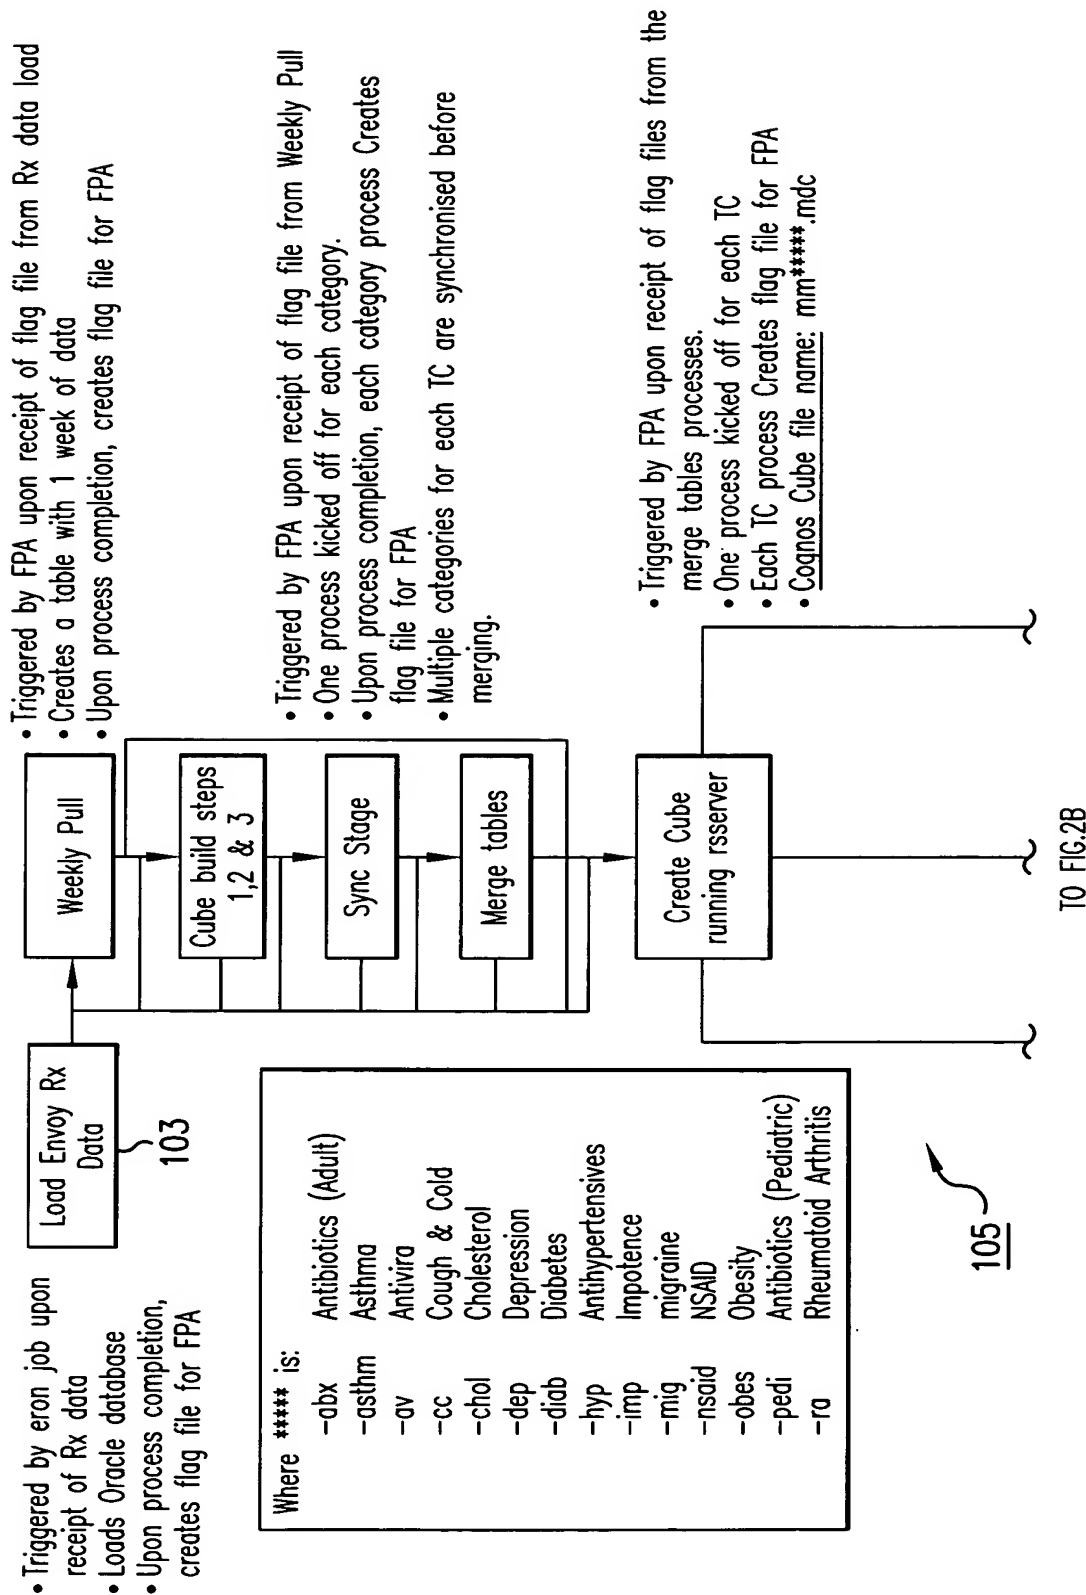 • Triggered by eron job upon
receipt of Rx data
• Loads Oracle database
• Upon process completion,
creates flag file for FPA
Load Envoy Rx
Data
103
Weekly Pull
• Triggered by FPA upon receipt of flag file from Rx data load
• Creates a table with 1 week of data
• Upon process completion, creates flag file for FPA
Cube build steps
1,2 & 3
Sync Stage
Merge tables
• Triggered by FPA upon receipt of flag file from Weekly Pull
• One process kicked off for each category.
• Upon process completion, each category process Creates
flag file for FPA
• Multiple categories for each TC are synchronised before
merging.
Where ***** is:
–abx Antibiotics (Adult)
–asthm Asthma
–av Antivira
–cc Cough & Cold
–chol Cholesterol
–dep Depression
–diab Diabetes
–hyp Antihypertensives
–imp Impotence
–mig migraine
–nsaid NSAID
–obes Obesity
–pedi Antibiotics (Pediatric)
–ra Rheumatoid Arthritis
Create Cube
running rsserver
• Triggered by FPA upon receipt of flag files from the
merge tables processes.
• One process kicked off for each TC
• Each TC process Creates flag file for FPA
• Cognos Cube file name: mm*****.mdc
105
TO FIG.2B